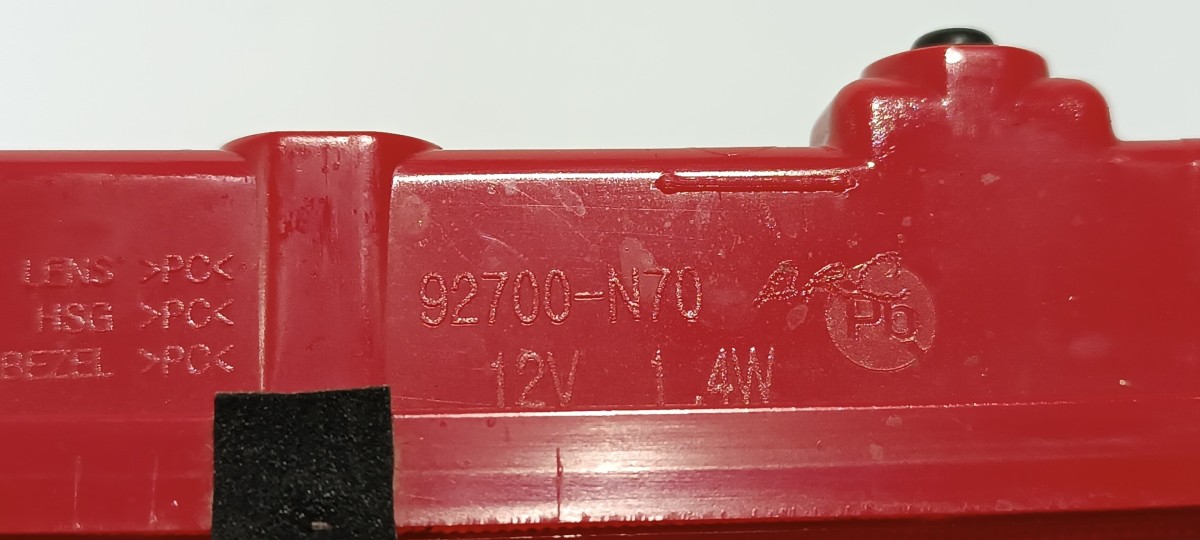 LENS >PC<
HSG >PC<
BEZEL >PC<
92700-N70
12V 1.4W
Pb